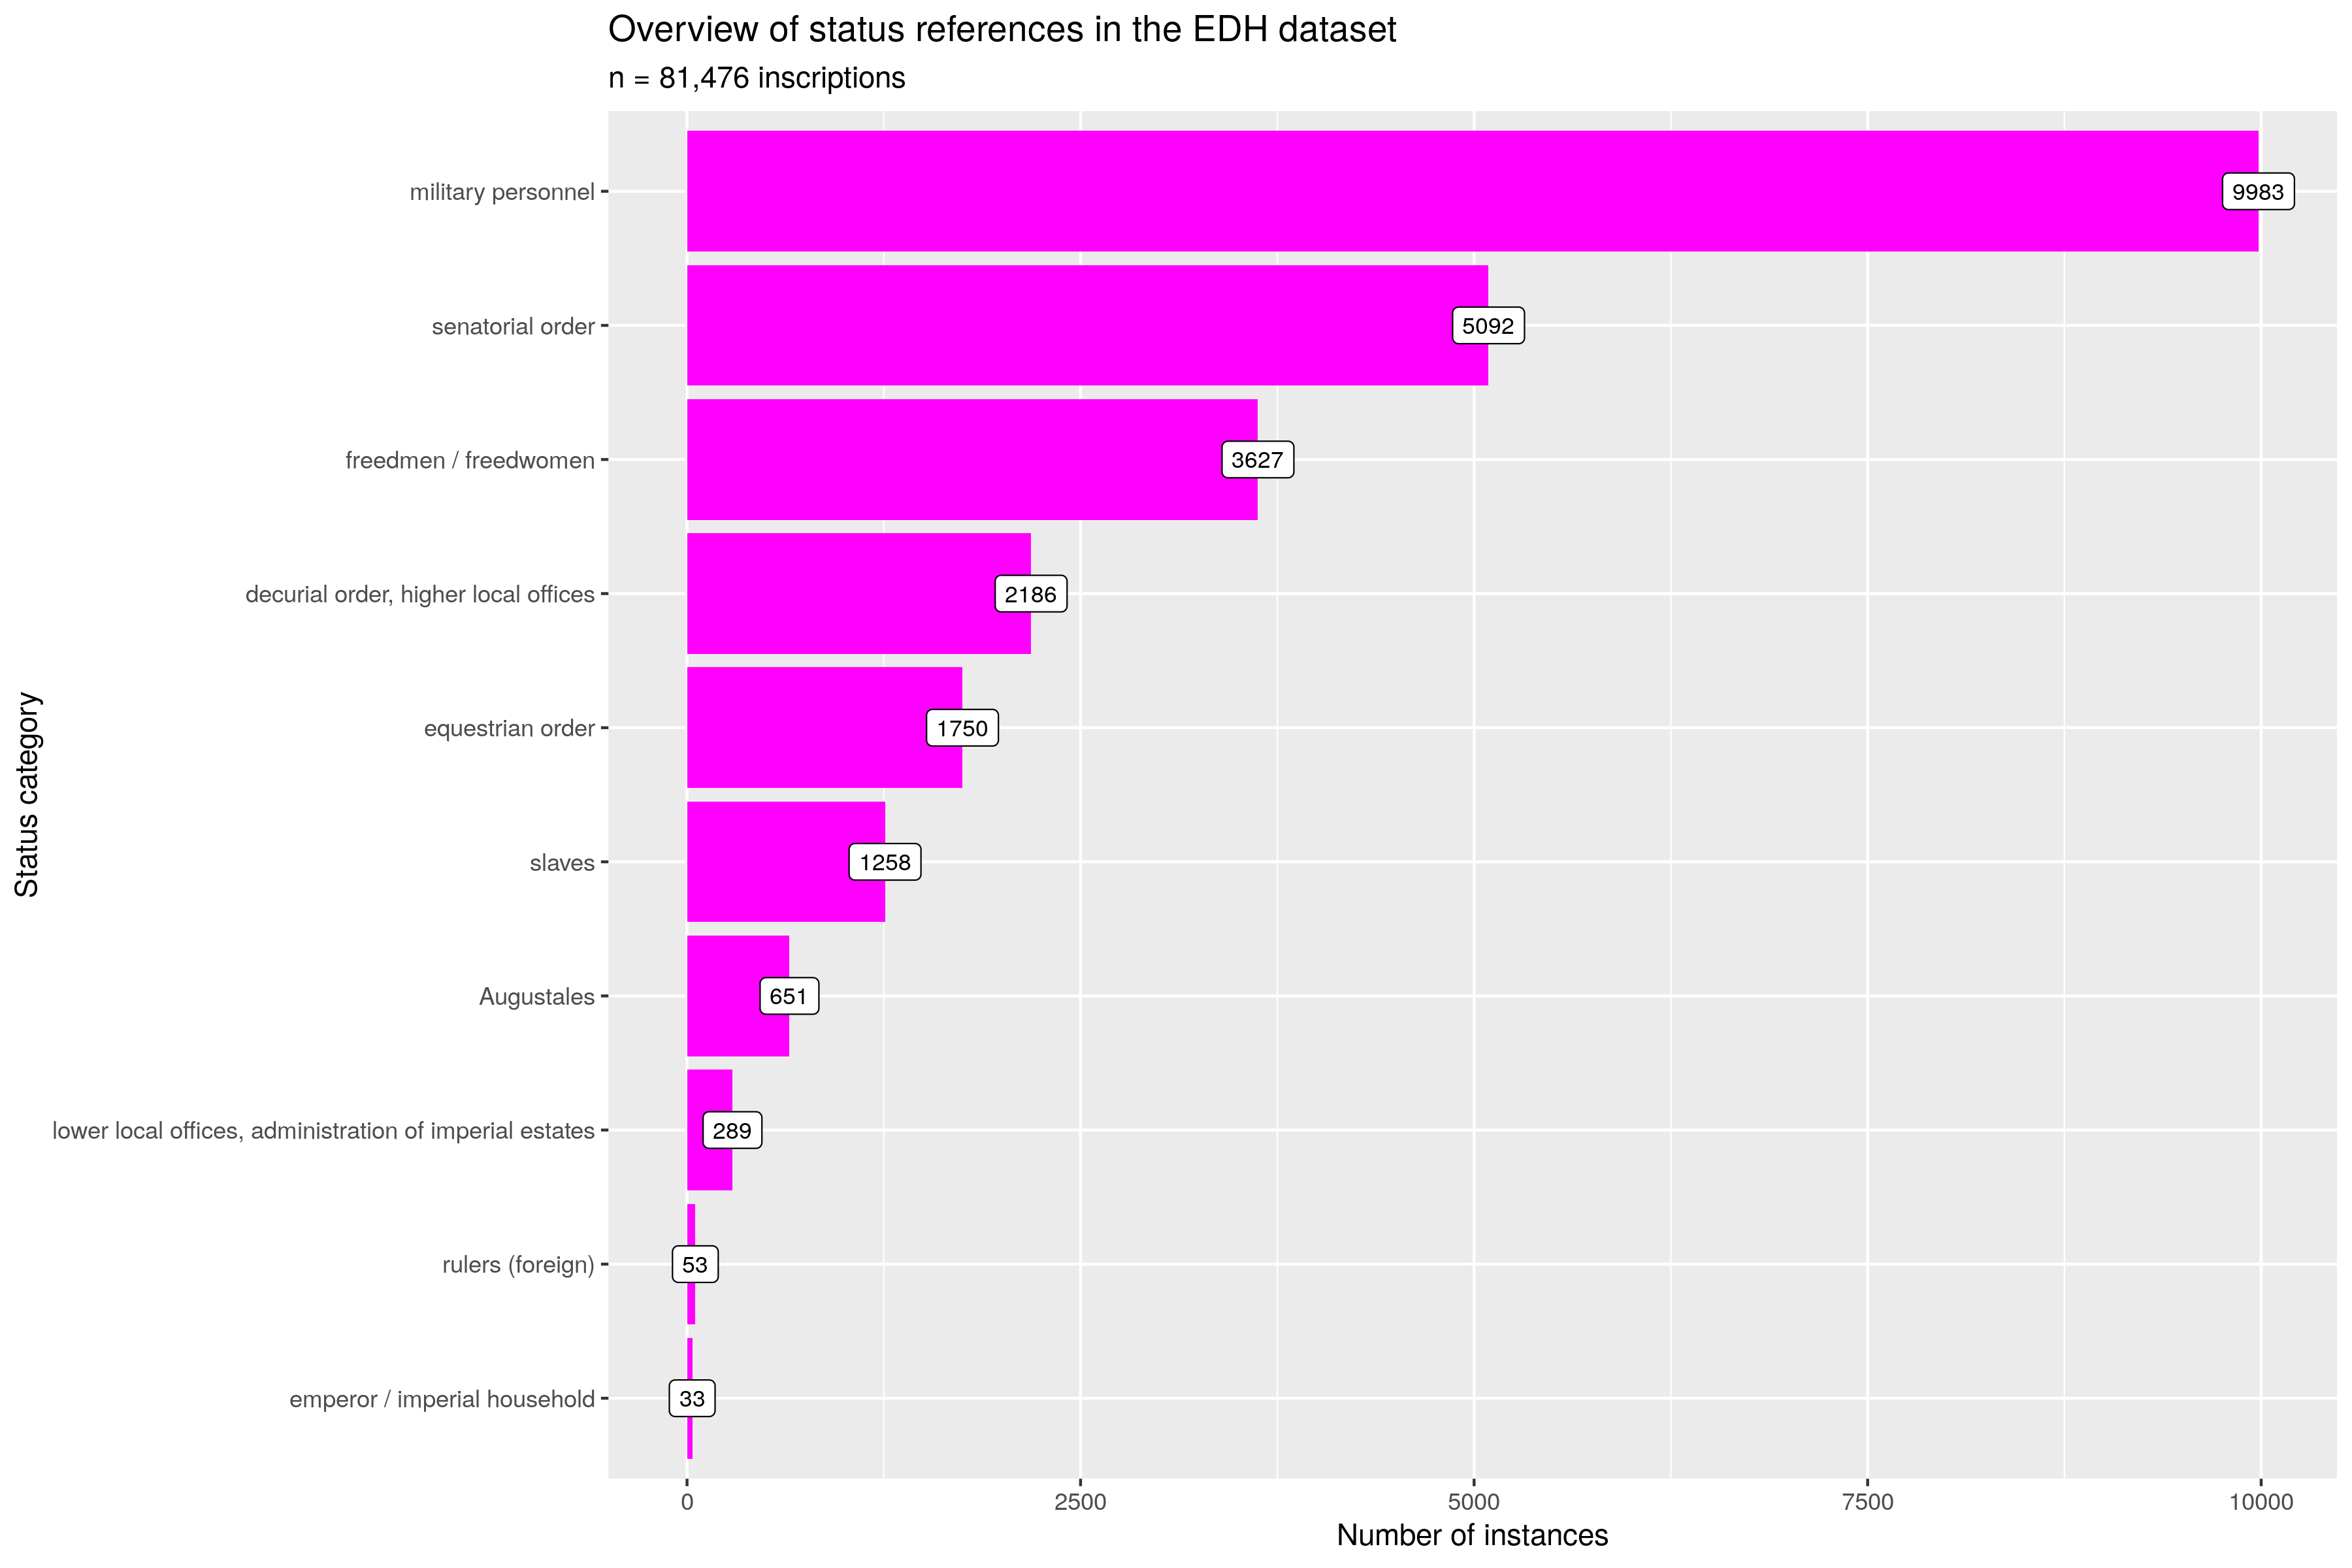 Overview of status references in the EDH dataset
n = 81,476 inscriptions
Status category
military personnel 9983
senatorial order 5092
freedmen / freedwomen 3627
decurial order, higher local offices 2186
equestrian order 1750
slaves 1258
Augustales 651
lower local offices, administration of imperial estates 289
rulers (foreign) 53
emperor / imperial household 33
0 2500 5000 7500 10000
Number of instances